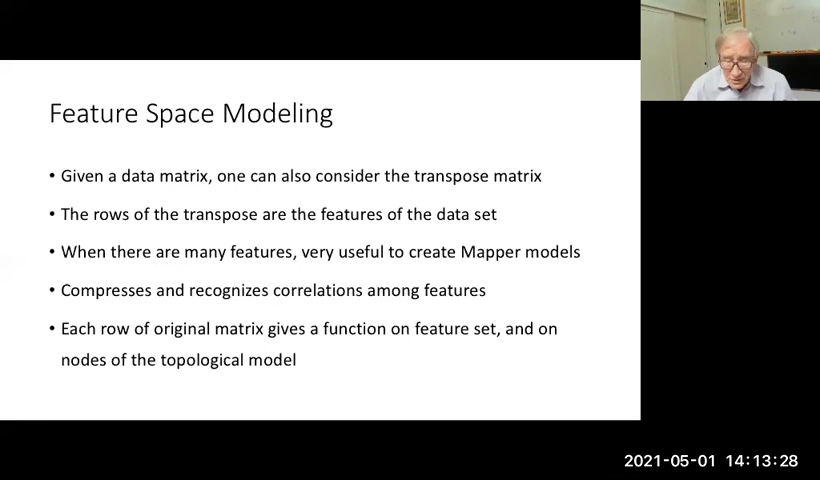 Feature Space Modeling
• Given a data matrix, one can also consider the transpose matrix
• The rows of the transpose are the features of the data set
• When there are many features, very useful to create Mapper models
• Compresses and recognizes correlations among features
• Each row of original matrix gives a function on feature set, and on
nodes of the topological model
2021-05-01 14:13:28